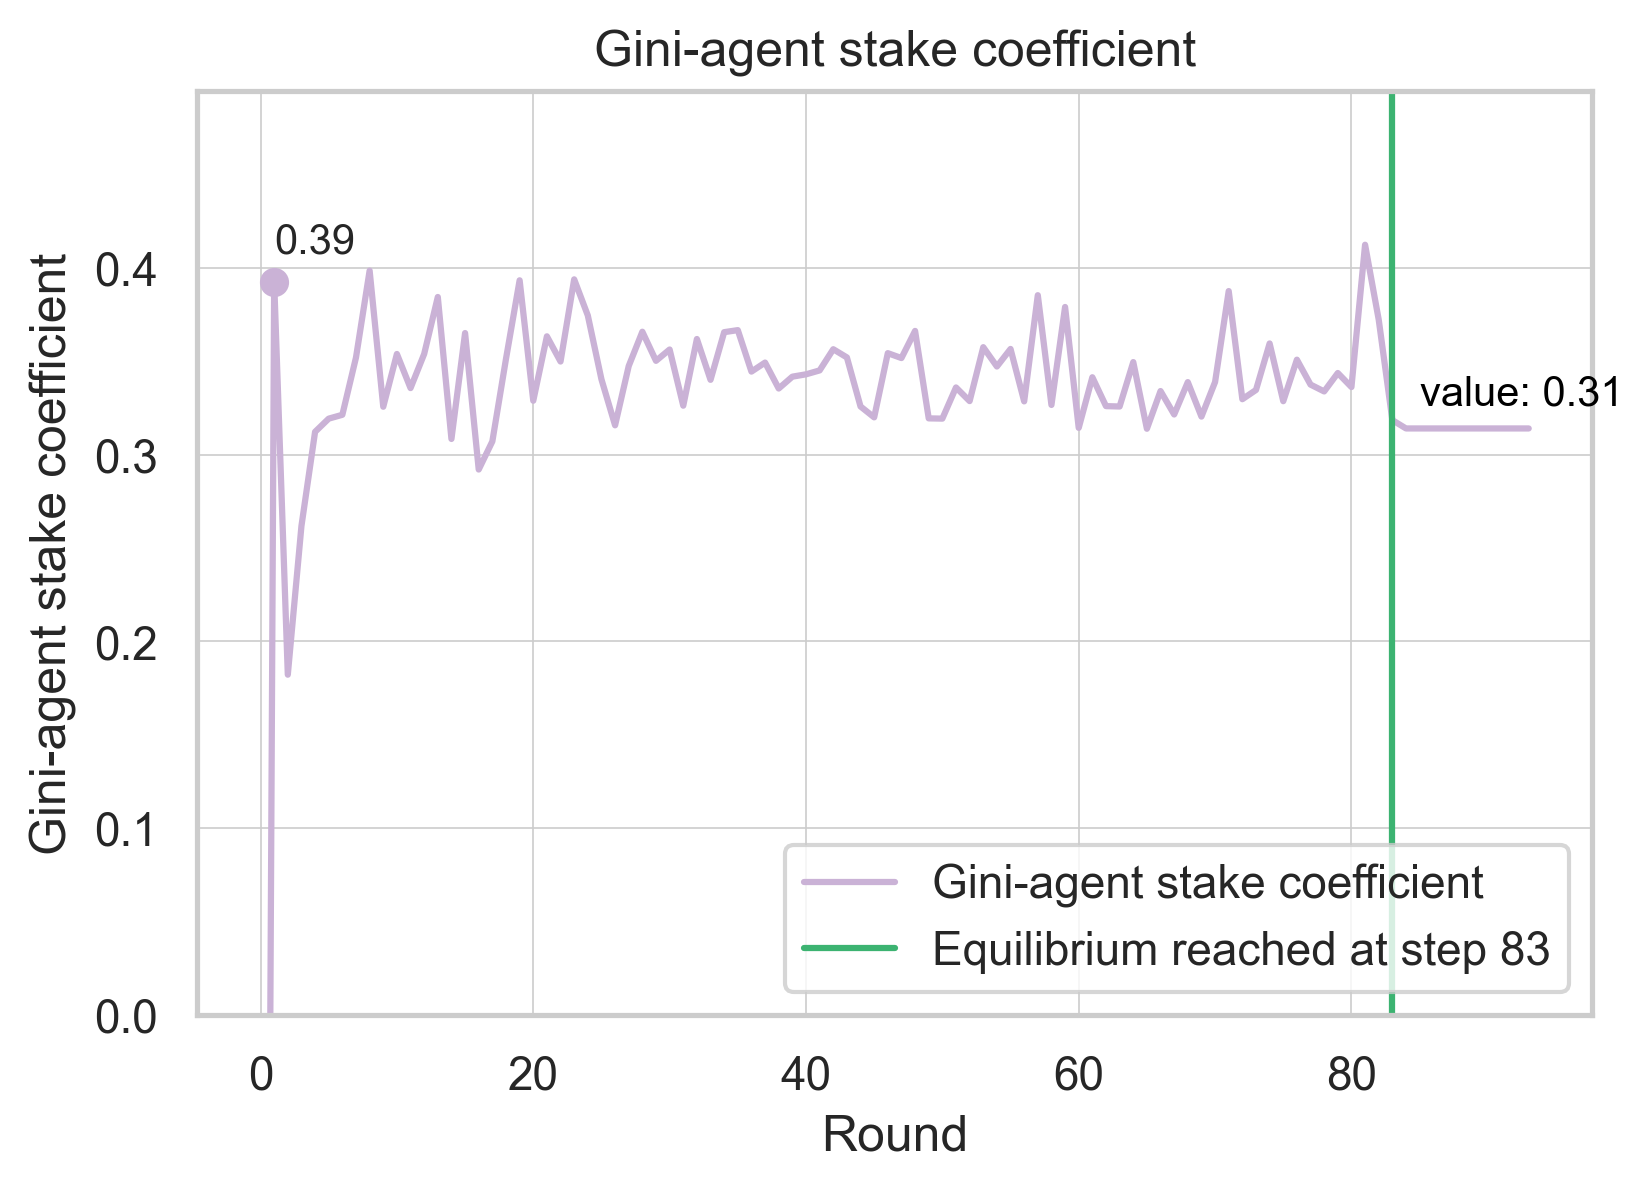 Gini-agent stake coefficient
Gini-agent stake coefficient
0.4
0.3
0.2
0.1
0.0
0.39
value: 0.31
Gini-agent stake coefficient
Equilibrium reached at step 83
0
20
40
60
80
Round